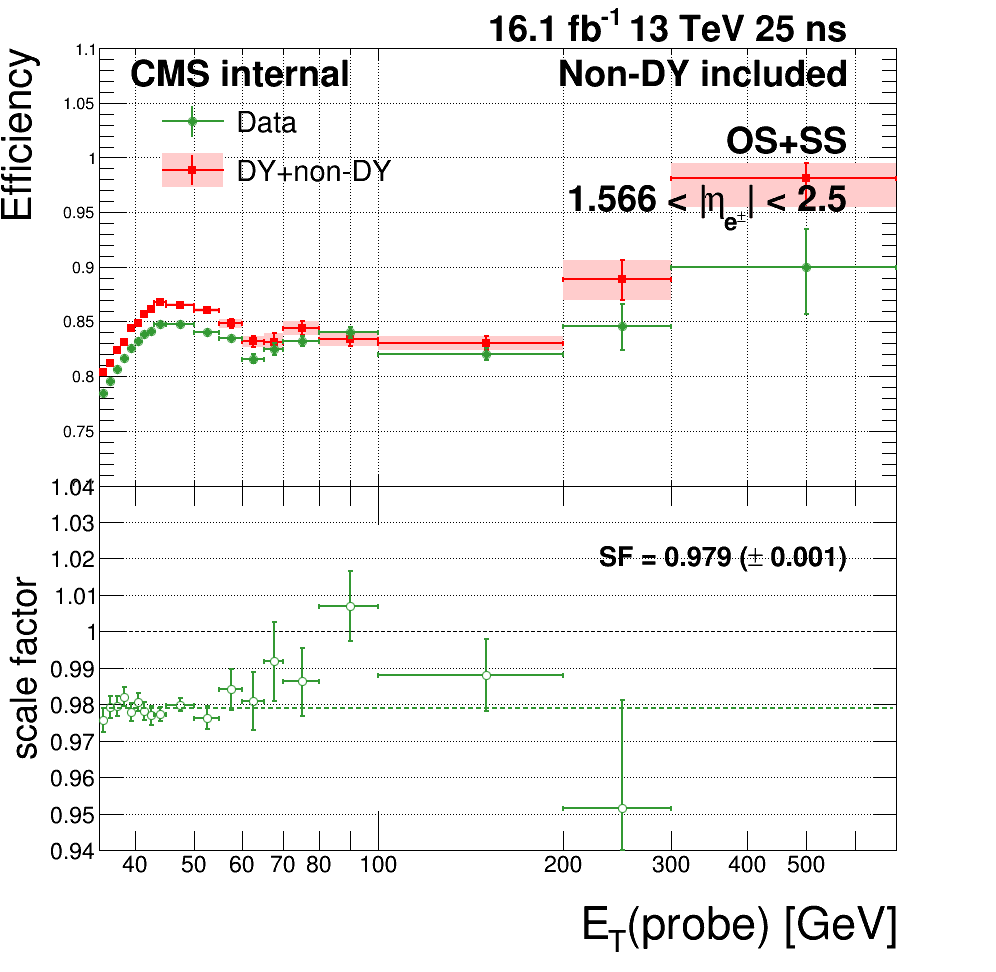 16.1 fb-1 13 TeV 25 ns
Efficiency
1.1
CMS internal
Non-DY included
1.05
Data
OS+SS
1
DY+non-DY
0.95
1.566 < |ηe±| < 2.5
0.9
0.85
0.8
0.75
1.04
1.03
1.02
SF = 0.979 (± 0.001)
1.01
scale factor
1
0.99
0.98
0.97
0.96
0.95
0.94
40 50 60 70 80 100 200 300 400 500
ET(probe) [GeV]